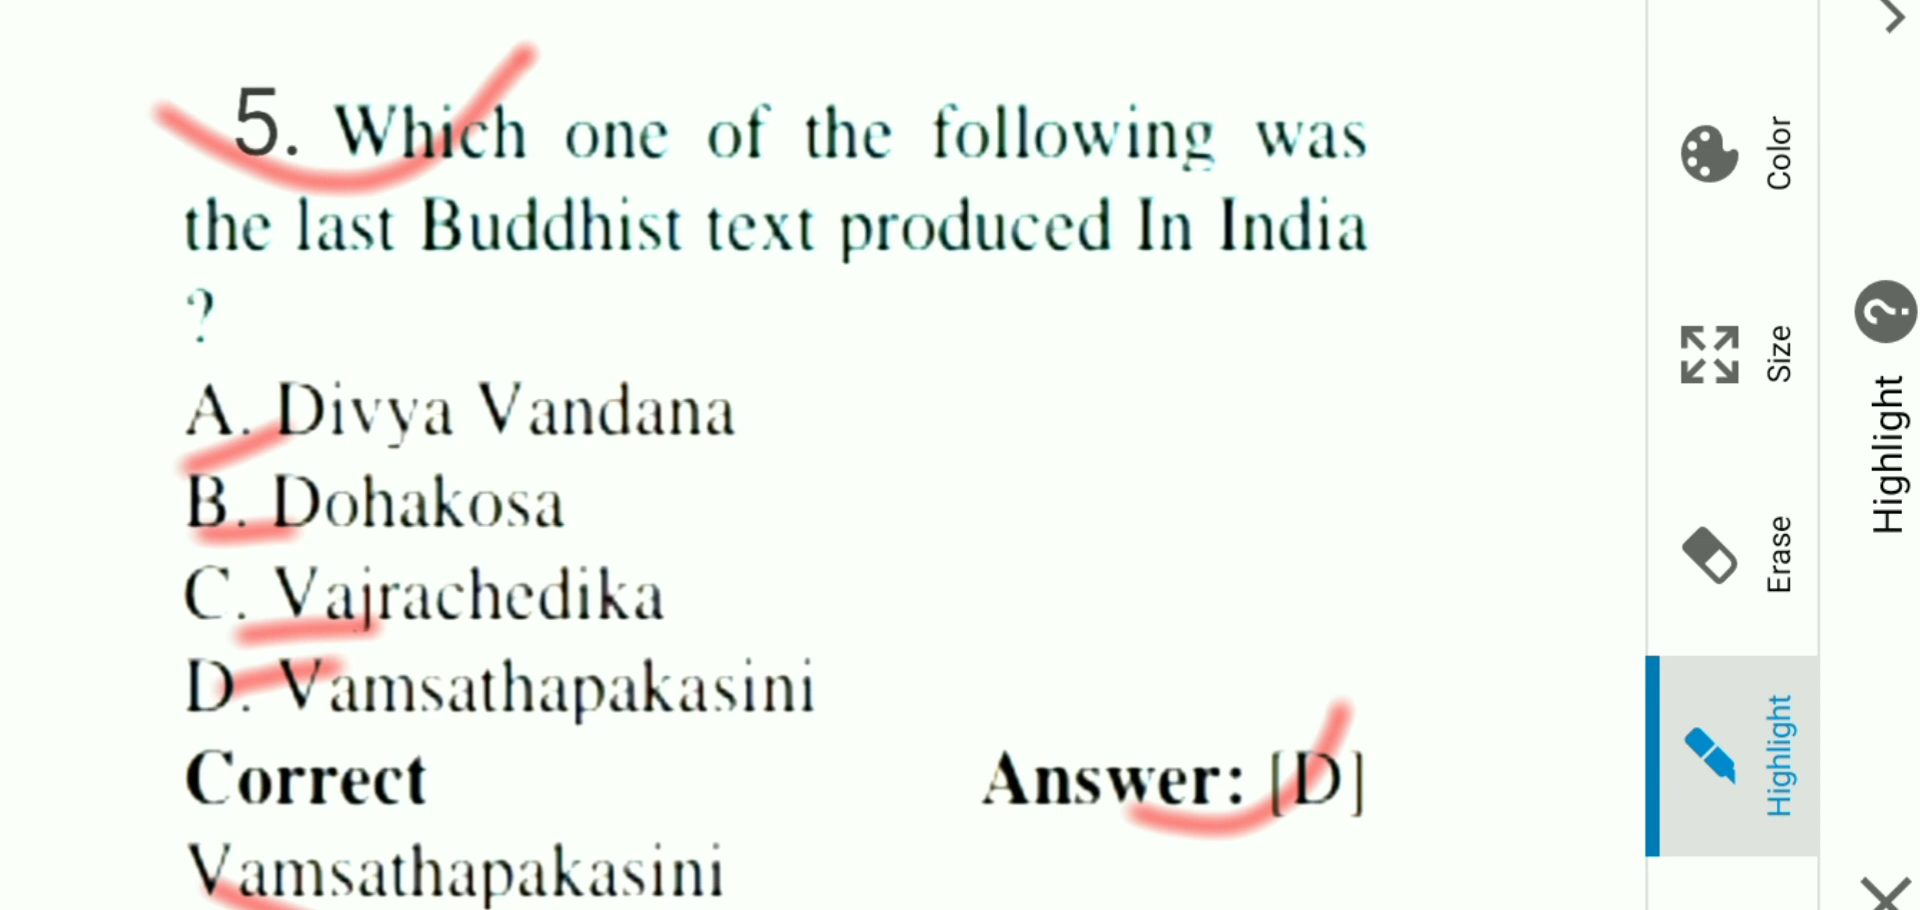 5. Which one of the following was
the last Buddhist text produced In India
?
A. Divya Vandana
B. Dohakosa
C. Vajrachedika
D. Vamsathapakasini
Correct Answer: [D]
Vamsathapakasini
Color
Size
Erase
Highlight
Highlight